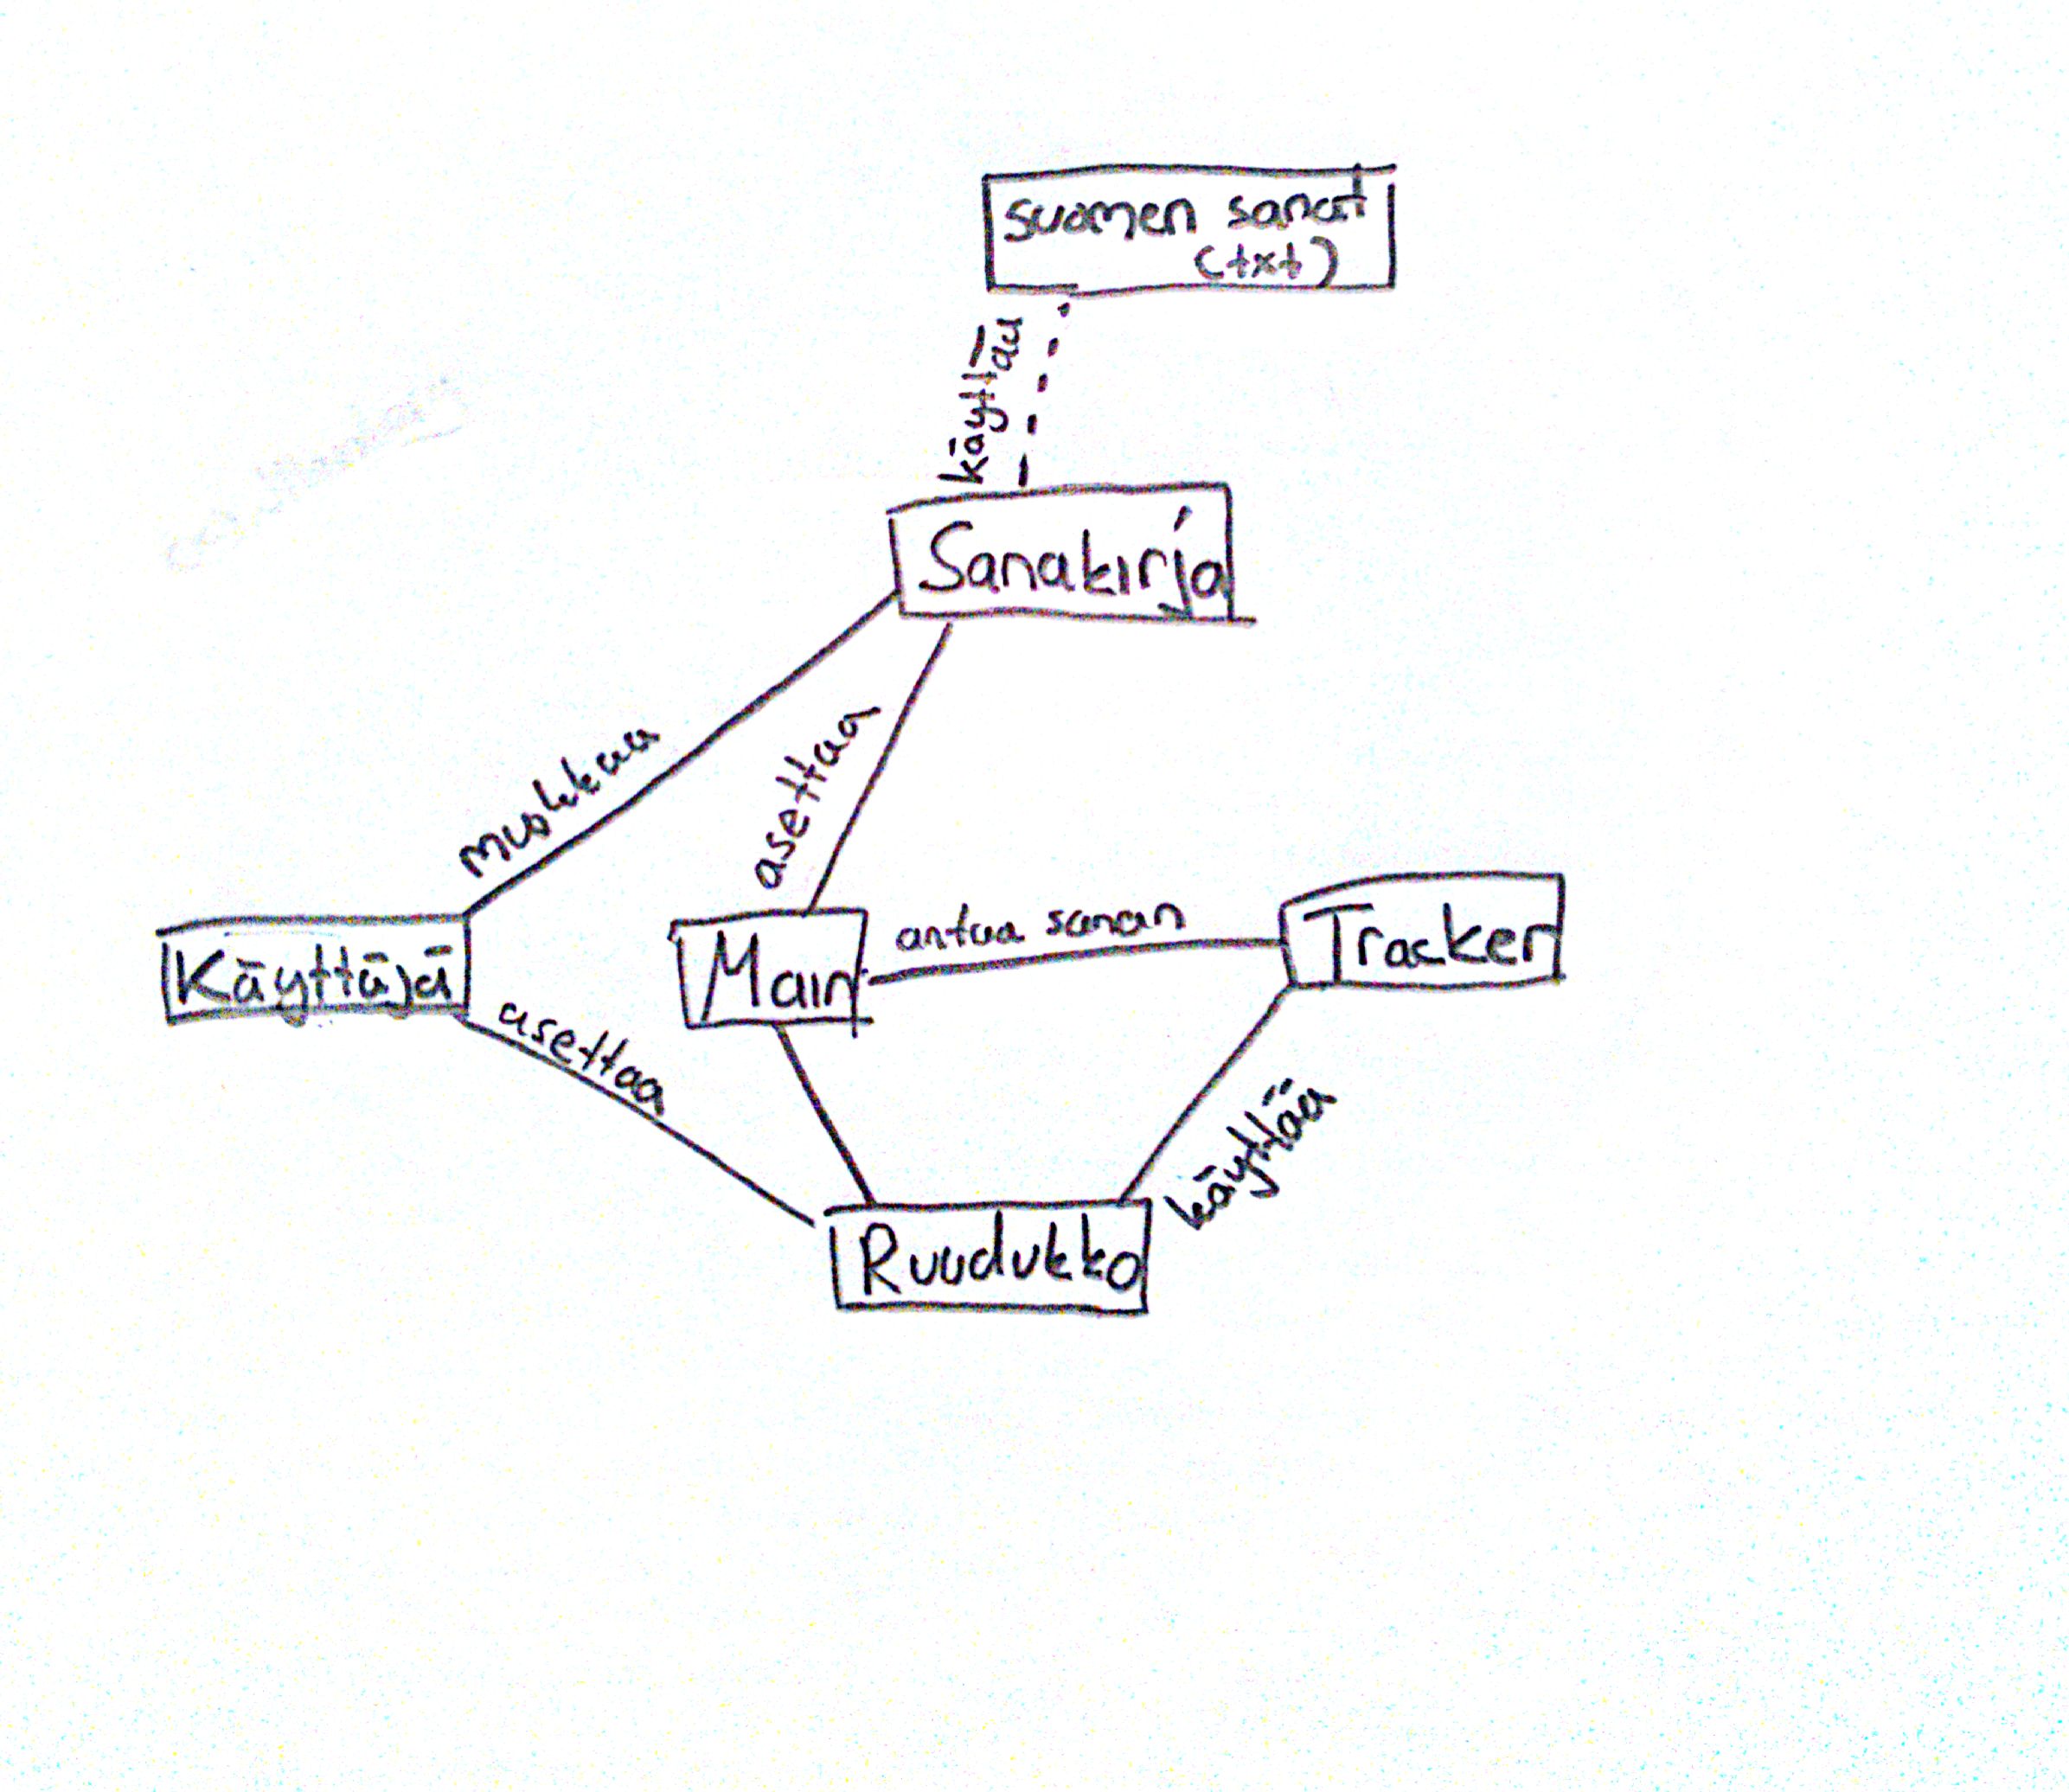 suomen sanat
(txt)
käyttää
Sanakirja
muokkaa
asettaa
antaa sanan
Tracker
Käyttäjä
Main
asettaa
käyttää
Ruudukko